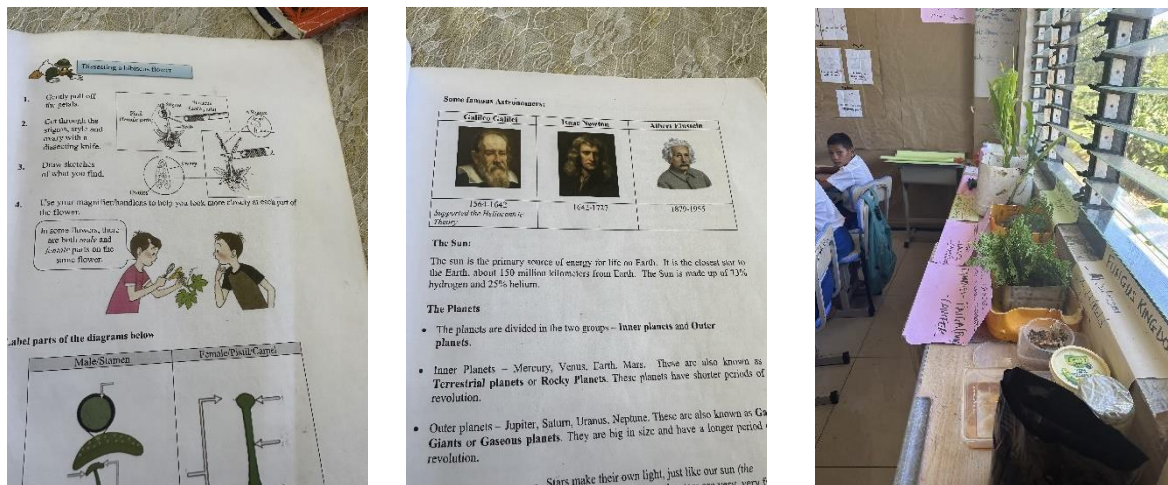 Dissecting a hibiscus flower
1. Gently pull off
the petals.
2. Cut through the
stigma, style and
ovary with a
dissecting knife.
3. Draw sketches
of what you find.
4. Use your magnifier/handlens to help you look more closely at each part of
the flower.
In some flowers, there
are both male and
female parts on the
same flower.
Label parts of the diagrams below
Male/Stamen
Female/Pistil/Carpel
Some famous Astronomers:
Galileo Galilei
Isaac Newton
Albert Einstein
1564-1642
Supported the Heliocentric
Theory
1642-1727
1879-1955
The Sun:
The sun is the primary source of energy for life on Earth. It is the closest star to
the Earth, about 150 million kilometers from Earth. The Sun is made up of 73%
hydrogen and 25% helium.
The Planets
• The planets are divided in the two groups – Inner planets and Outer
planets.
• Inner Planets – Mercury, Venus, Earth, Mars. These are also known as
Terrestrial planets or Rocky Planets. These planets have shorter periods of
revolution.
• Outer planets – Jupiter, Saturn, Uranus, Neptune. These are also known as Ga
Giants or Gaseous planets. They are big in size and have a longer period
revolution.
Stars make their own light, just like our sun (the
FUNGUS KINGDO